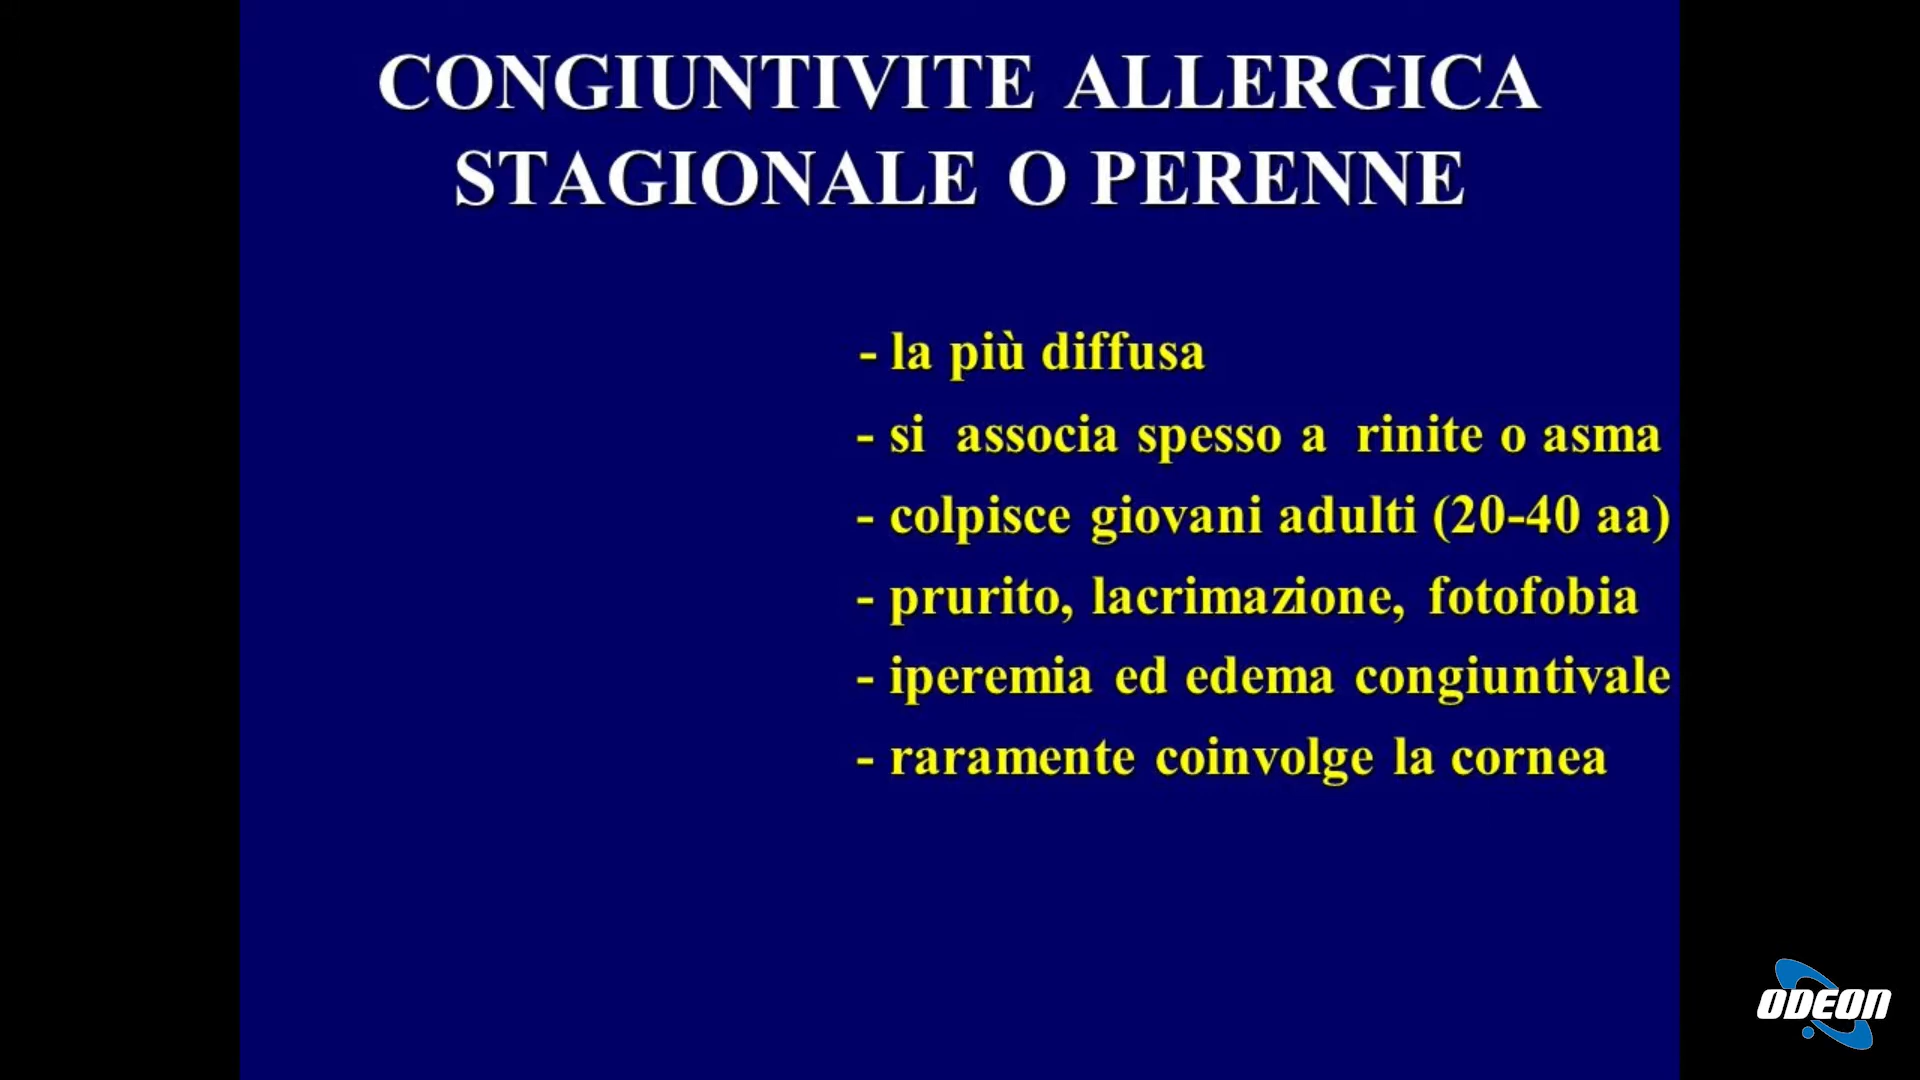 CONGIUNTIVITE ALLERGICA
STAGIONALE O PERENNE
- la più diffusa
- si associa spesso a rinite o asma
- colpisce giovani adulti (20-40 aa)
- prurito, lacrimazione, fotofobia
- iperemia ed edema congiuntivale
- raramente coinvolge la cornea
ODEON